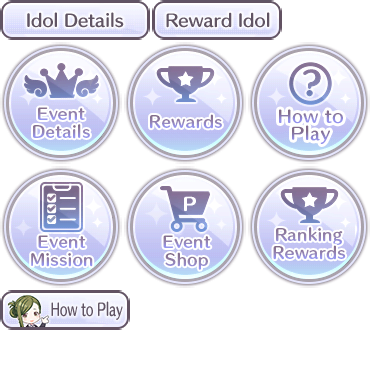 Idol Details
Reward Idol
Event
Details
Rewards
How to
Play
Event
Mission
P
Event
Shop
Ranking
Rewards
How to Play